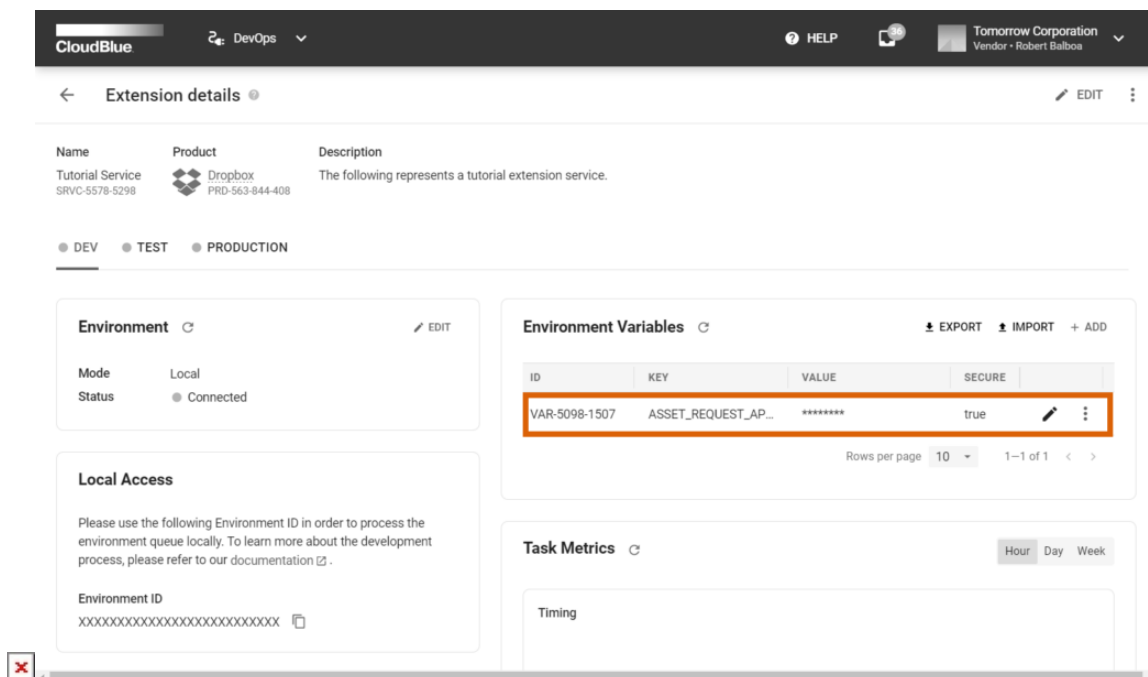 CloudBlue
DevOps
HELP
36
Tomorrow Corporation
Vendor • Robert Balboa
Extension details
EDIT
Name
Product
Description
Tutorial Service
SRVC-5578-5298
Dropbox
PRD-563-844-408
The following represents a tutorial extension service.
DEV
TEST
PRODUCTION
Environment
EDIT
Mode
Local
Status
Connected
Environment Variables
EXPORT
IMPORT
+ ADD
ID
KEY
VALUE
SECURE
VAR-5098-1507
ASSET_REQUEST_AP...
********
true
Rows per page
10
1–1 of 1
Local Access
Please use the following Environment ID in order to process the
environment queue locally. To learn more about the development
process, please refer to our documentation .
Environment ID
XXXXXXXXXXXXXXXXXXXXXXXXXX
Task Metrics
Hour
Day
Week
Timing